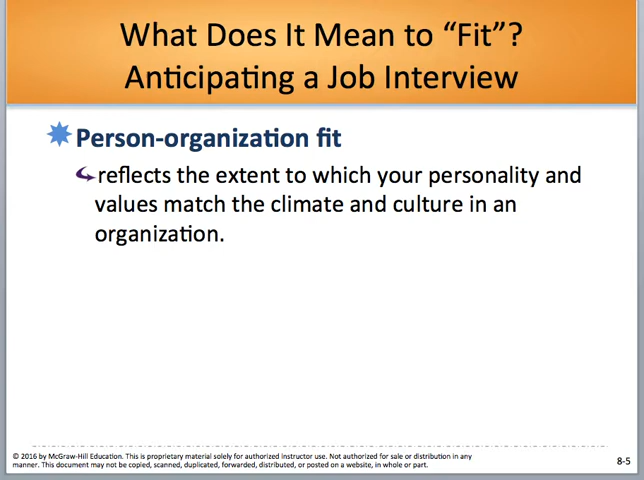 What Does It Mean to “Fit”?
Anticipating a Job Interview
Person-organization fit
reflects the extent to which your personality and
values match the climate and culture in an
organization.
© 2016 by McGraw-Hill Education. This is proprietary material solely for authorized instructor use. Not authorized for sale or distribution in any
manner. This document may not be copied, scanned, duplicated, forwarded, distributed, or posted on a website, in whole or part.
8-5